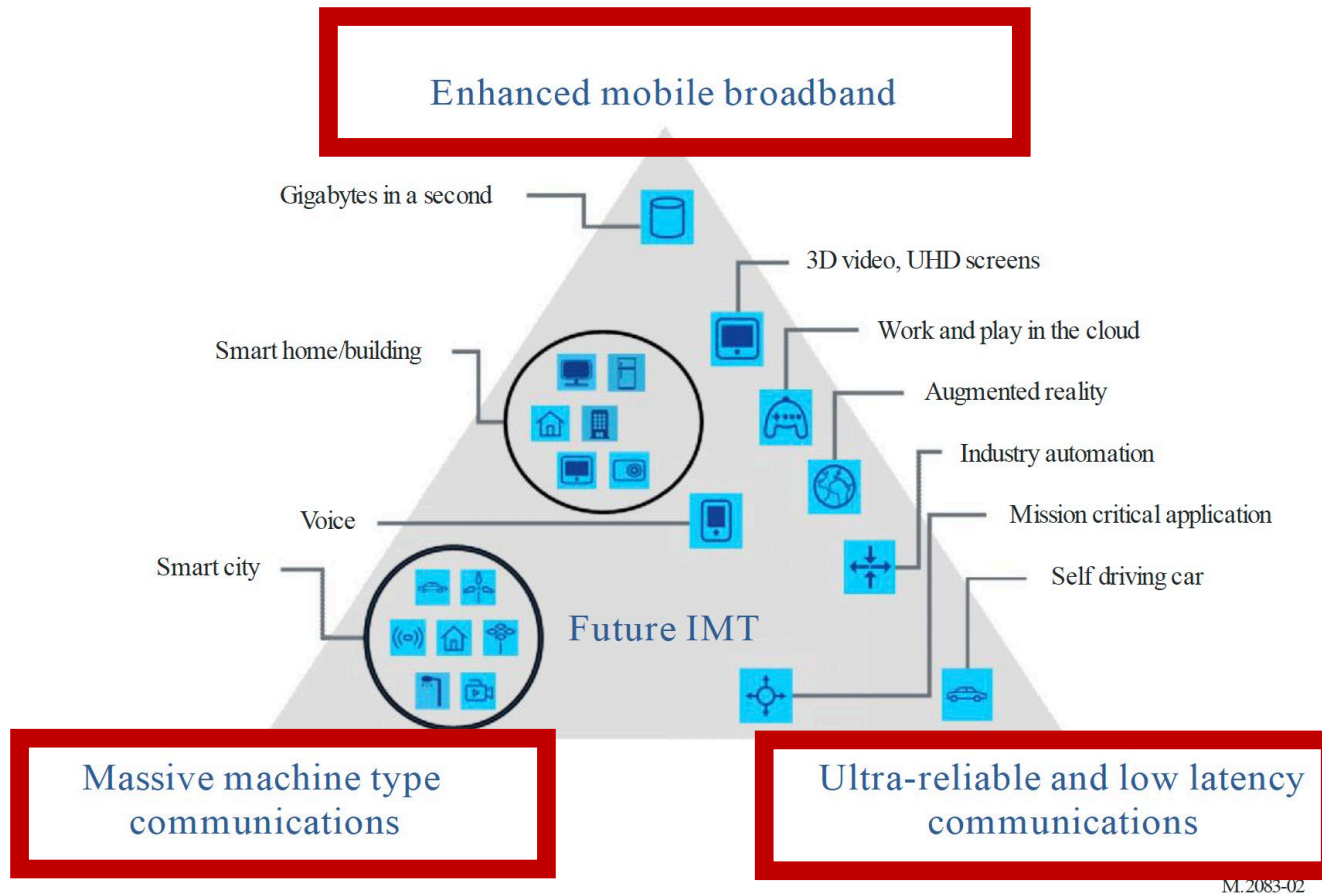 Enhanced mobile broadband
Gigabytes in a second
3D video, UHD screens
Work and play in the cloud
Smart home/building
Augmented reality
Industry automation
Voice
Mission critical application
Smart city
Self driving car
Future IMT
Massive machine type
communications
Ultra-reliable and low latency
communications
M.2083-02